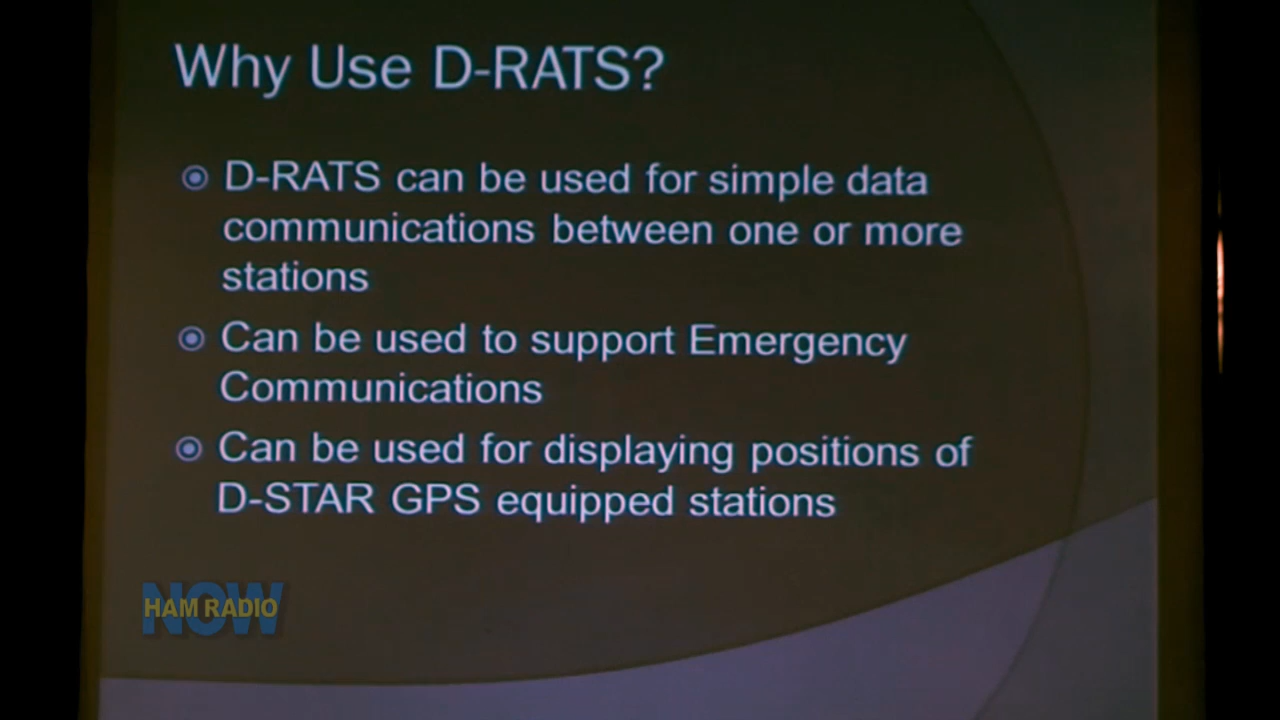 Why Use D-RATS?
D-RATS can be used for simple data
communications between one or more
stations
Can be used to support Emergency
Communications
Can be used for displaying positions of
D-STAR GPS equipped stations
NOW
HAM RADIO